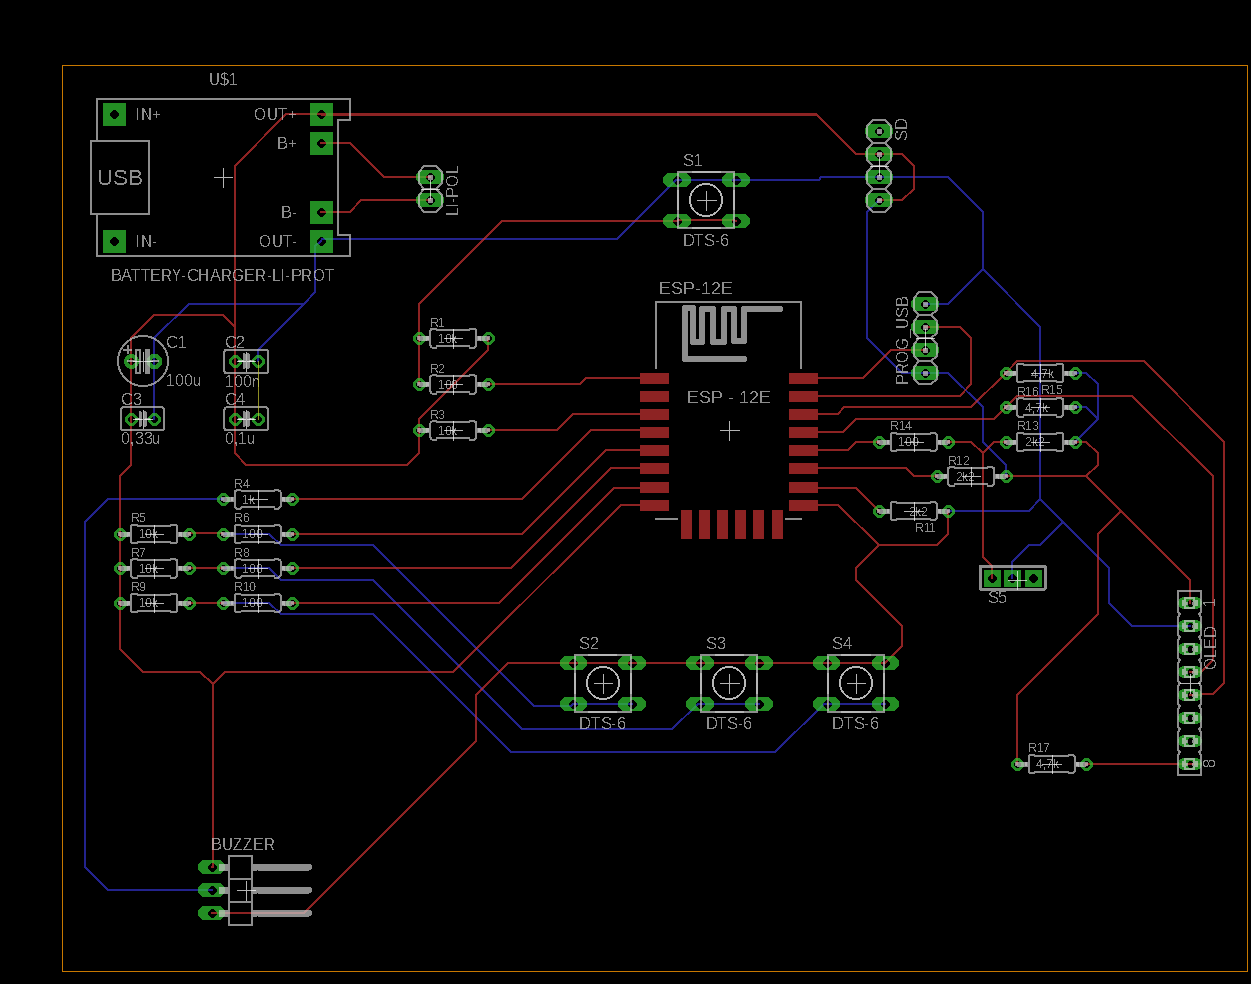 U$1
IN+
OUT+
B+
USB
B-
IN-
OUT-
BATTERY-CHARGER-LI-PROT
LI-POL
S1
DTS-6
SD
ESP-12E
ESP - 12E
PROG_USB
+
C1
100u
C2
100n
C3
0,33u
C4
0,1u
R1
10k
R2
100
R3
10k
R4
1k
R5
10k
R6
100
R7
10k
R8
100
R9
10k
R10
100
4,7k
R16
R15
4,7k
R14
100
R13
2k2
R12
2k2
2k2
R11
S5
S2
DTS-6
S3
DTS-6
S4
DTS-6
1
OLED
8
R17
4,7k
BUZZER